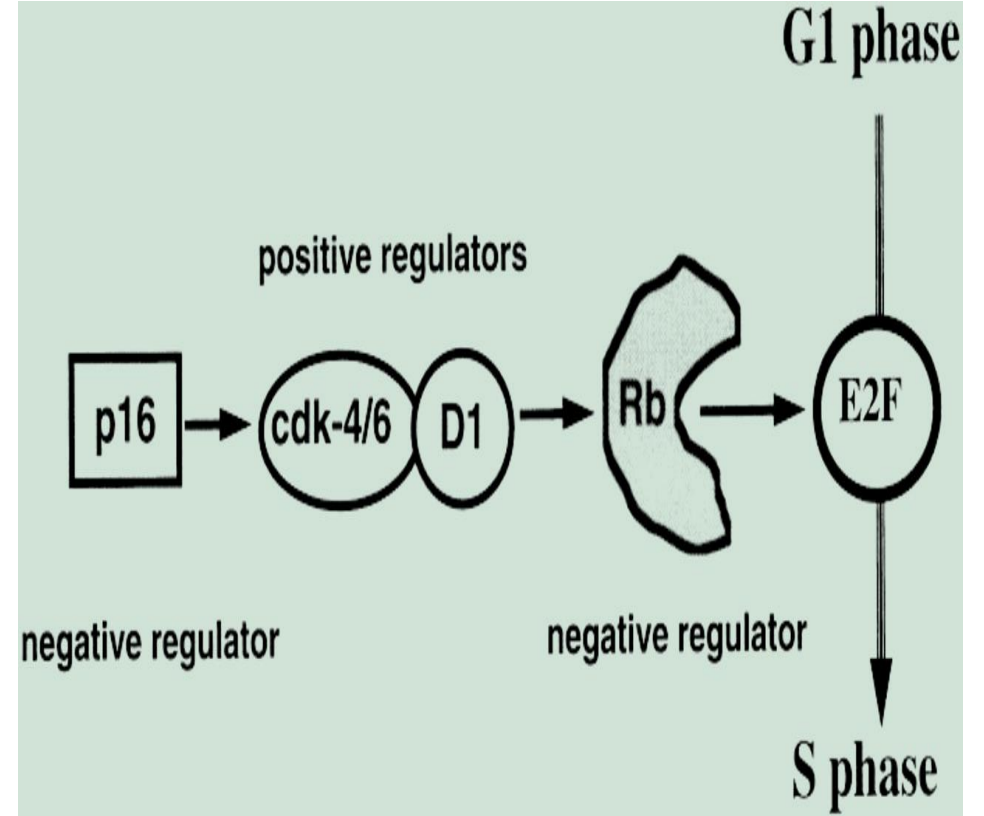 G1 phase
positive regulators
p16
cdk-4/6
D1
Rb
E2F
negative regulator
negative regulator
S phase